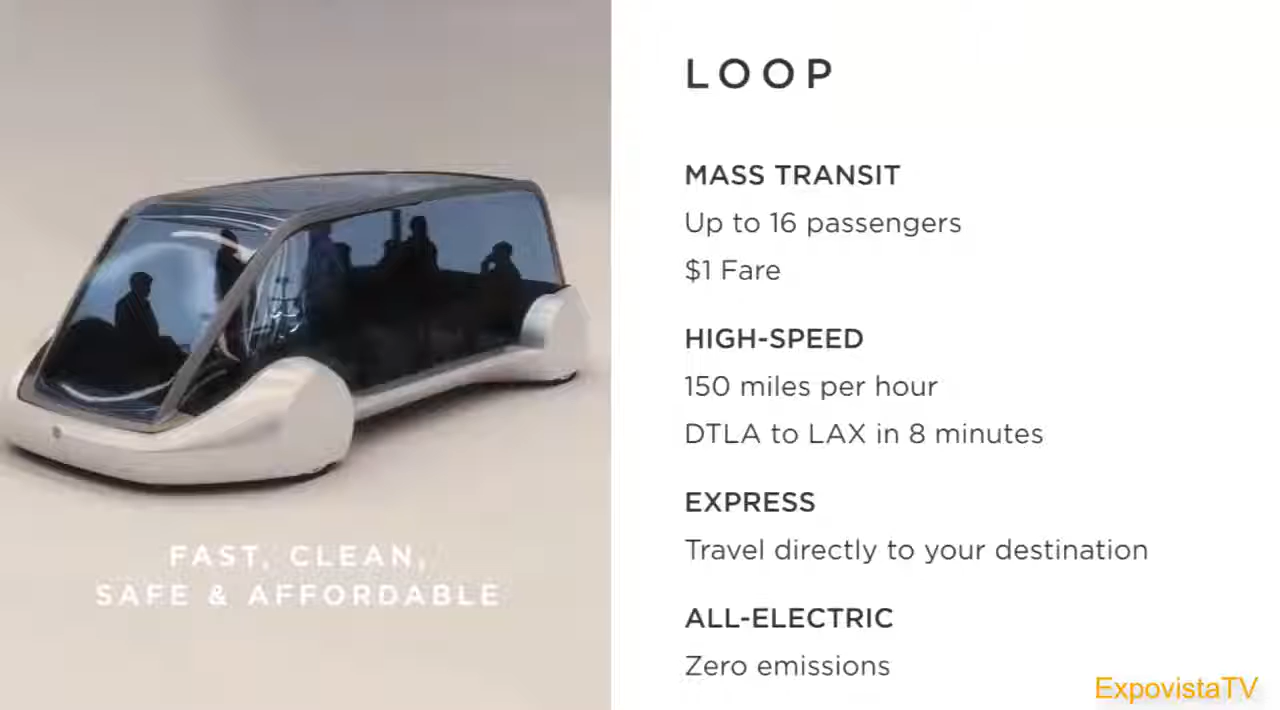 FAST, CLEAN,
SAFE & AFFORDABLE
LOOP
MASS TRANSIT
Up to 16 passengers
$1 Fare
HIGH-SPEED
150 miles per hour
DTLA to LAX in 8 minutes
EXPRESS
Travel directly to your destination
ALL-ELECTRIC
Zero emissions
ExpovistaTV